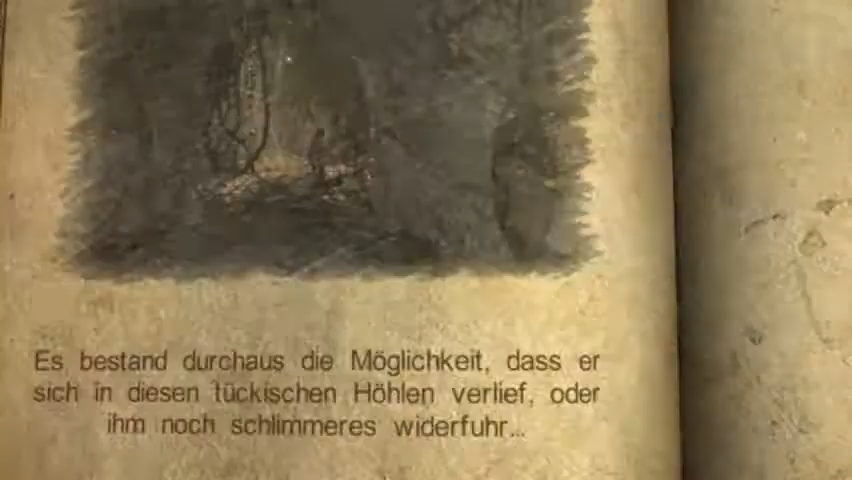 Es bestand durchaus die Möglichkeit, dass er
sich in diesen tückischen Höhlen verlief, oder
ihm noch schlimmeres widerfuhr...